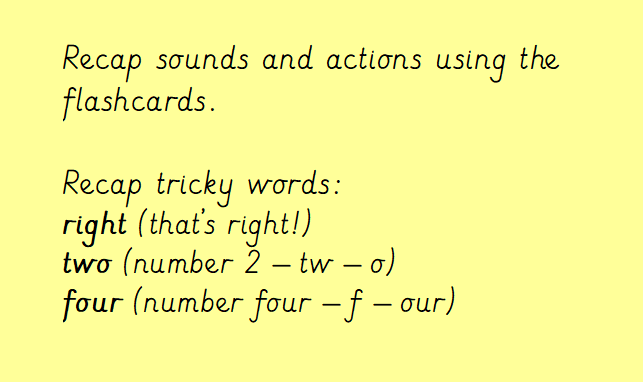 Recap sounds and actions using the
flashcards.
Recap tricky words:
right (that's right!)
two (number 2 – tw – o)
four (number four – f – our)